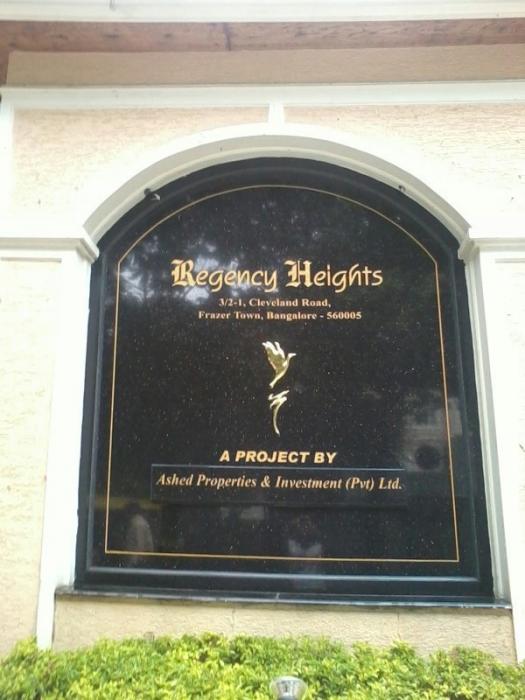 Regency Heights
3/2-1, Cleveland Road,
Frazer Town, Bangalore - 560005
A PROJECT BY
Ashed Properties & Investment (Pvt) Ltd.